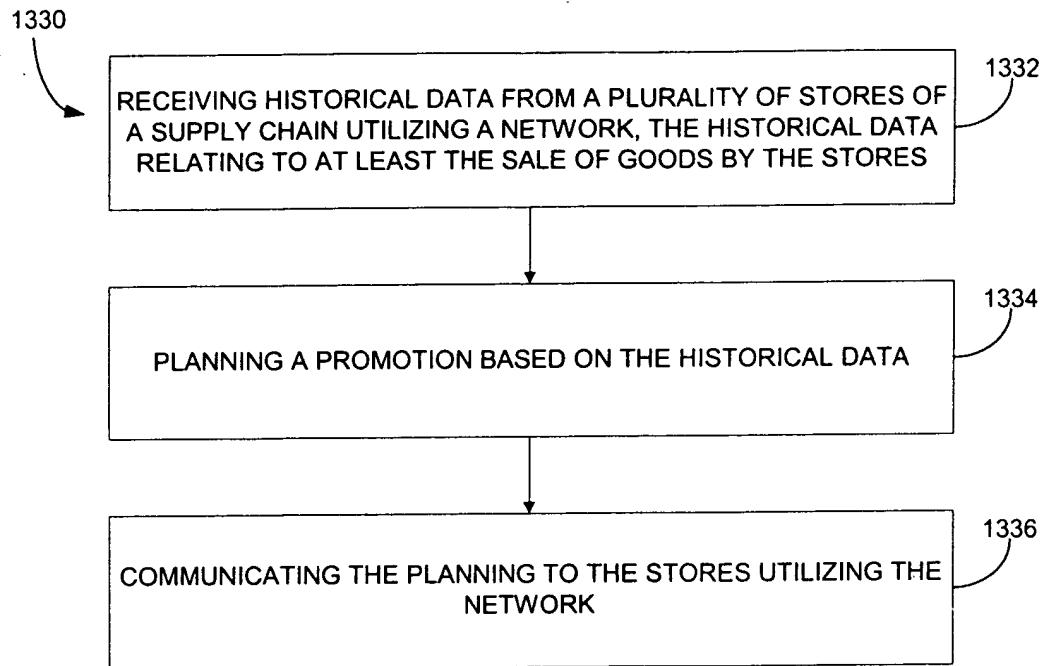 1330
1332
RECEIVING HISTORICAL DATA FROM A PLURALITY OF STORES OF
A SUPPLY CHAIN UTILIZING A NETWORK, THE HISTORICAL DATA
RELATING TO AT LEAST THE SALE OF GOODS BY THE STORES
1334
PLANNING A PROMOTION BASED ON THE HISTORICAL DATA
1336
COMMUNICATING THE PLANNING TO THE STORES UTILIZING THE
NETWORK